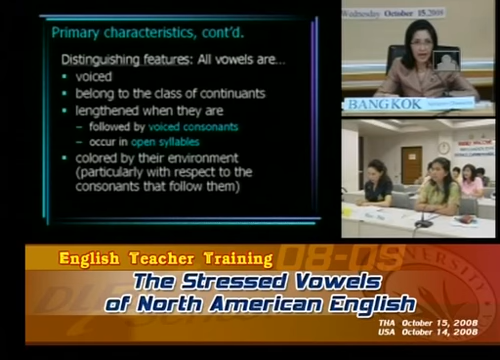 Primary characteristics, cont'd.
Distinguishing features: All vowels are...
• voiced
• belong to the class of continuants
• lengthened when they are
– followed by voiced consonants
– occur in open syllables
• colored by their environment
(particularly with respect to the
consonants that follow them)
Wednesday October 15, 2008
BANGKOK
English Teacher Training
08-09
The Stressed Vowels
of North American English
THA October 15, 2008
USA October 14, 2008